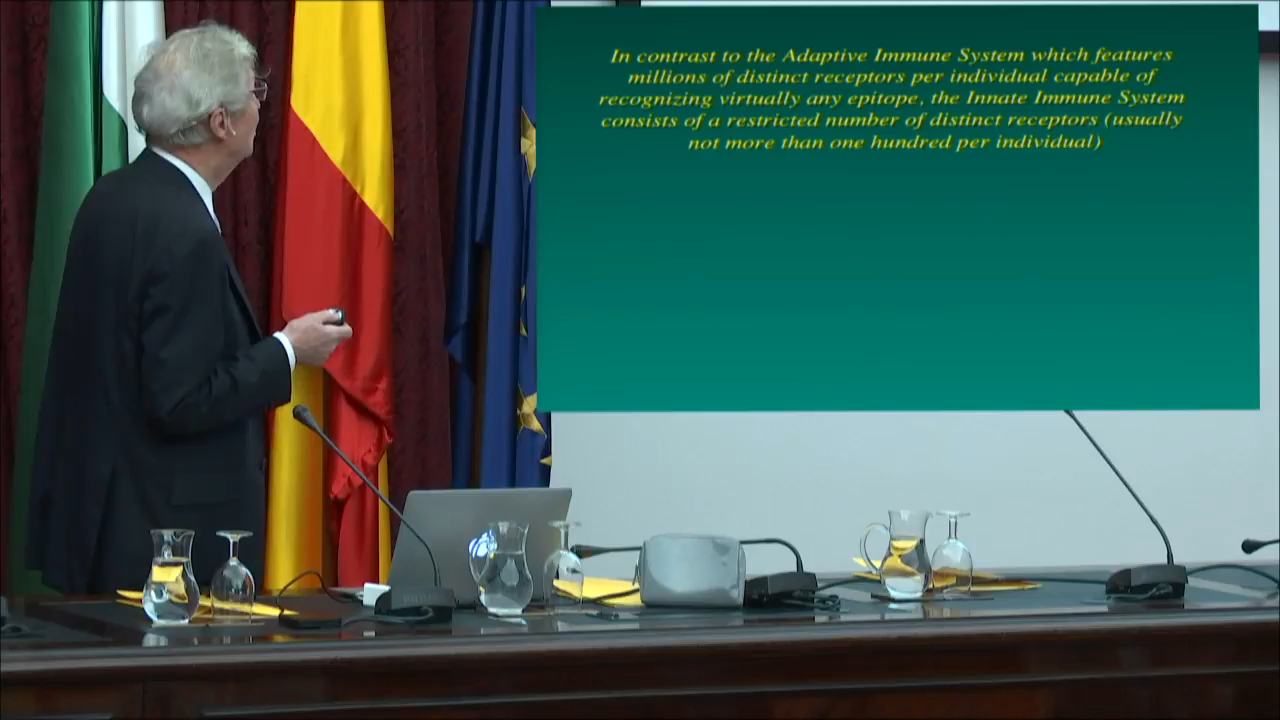 In contrast to the Adaptive Immune System which features
millions of distinct receptors per individual capable of
recognizing virtually any epitope, the Innate Immune System
consists of a restricted number of distinct receptors (usually
not more than one hundred per individual)